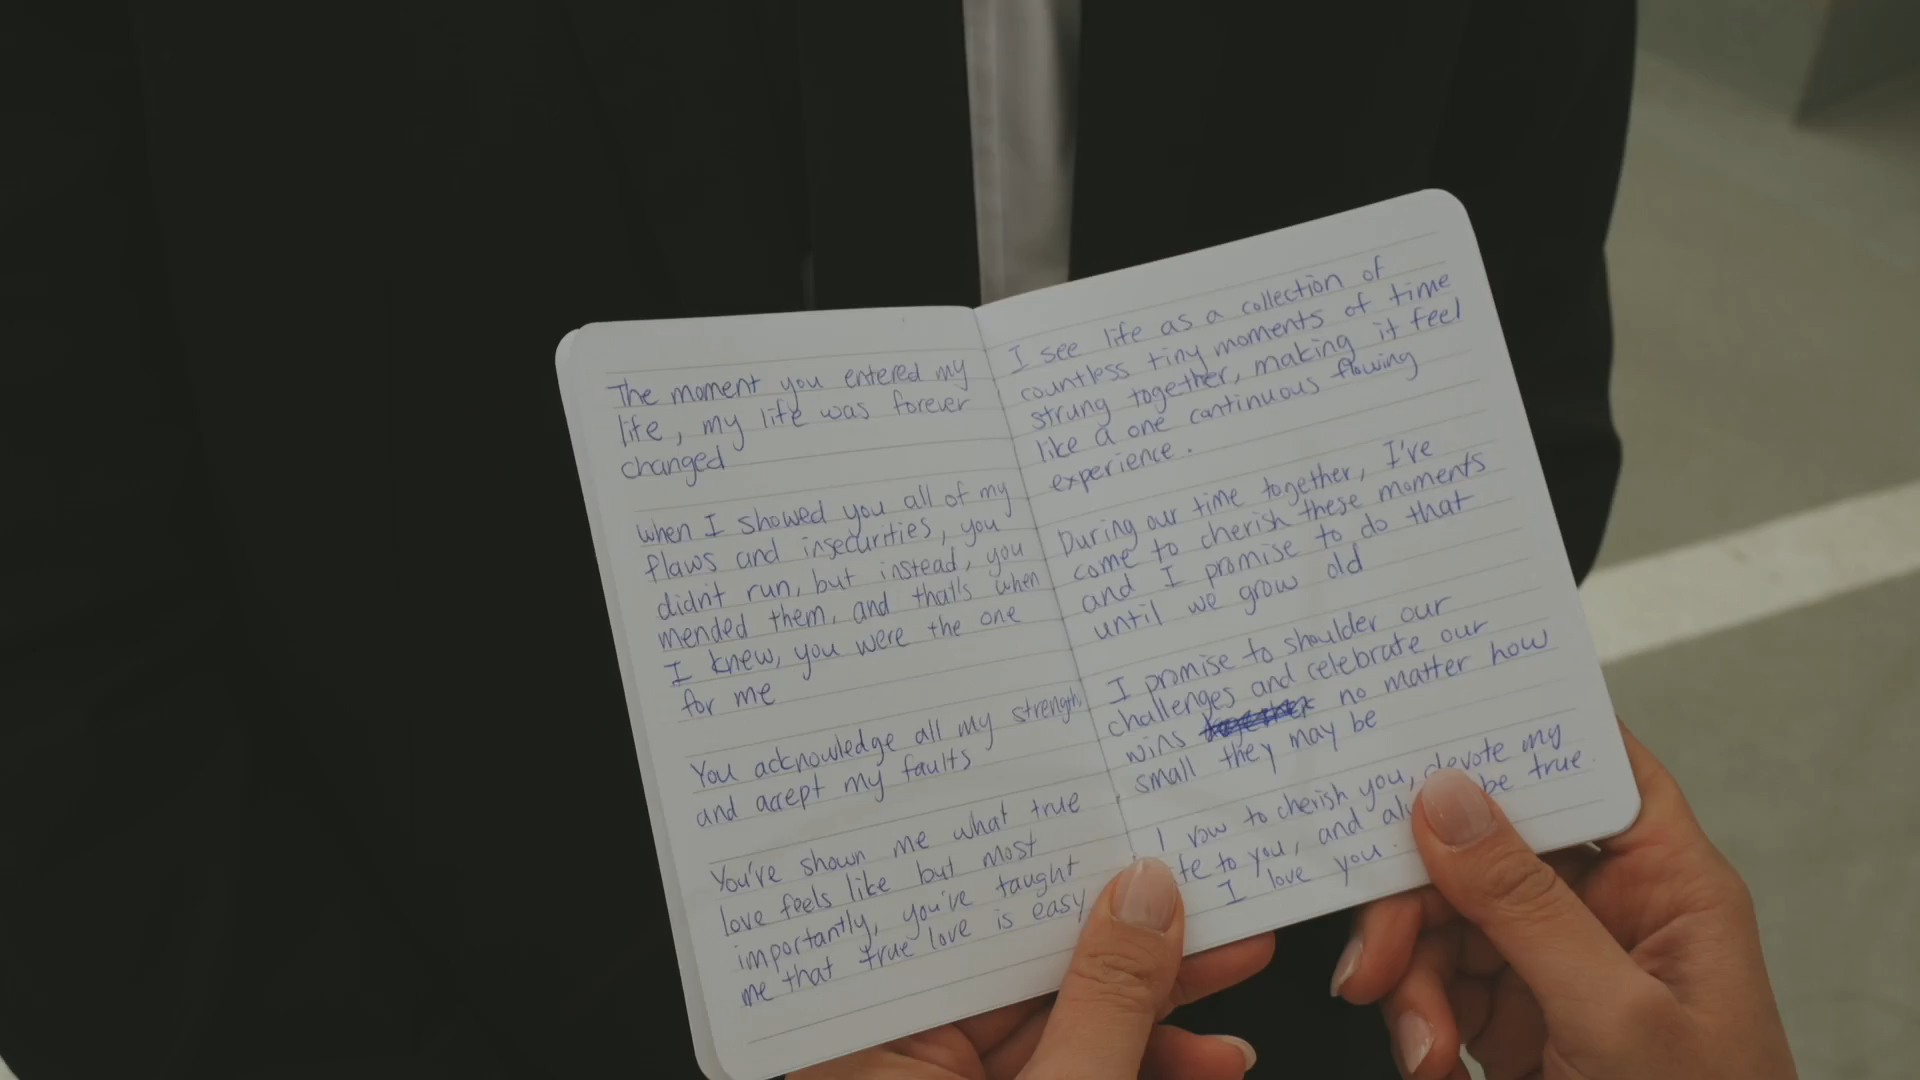 The moment you entered my
life, my life was forever
changed
when I showed you all of my
flaws and insecurities, you
didn't run, but instead, you
mended them, and that's when
I knew, you were the one
for me
You acknowledge all my strength
and accept my faults
You've shown me what true
love feels like but most
importantly, you've taught
me that true love is easy
I see life as a collection of
countless tiny moments of time
strung together, making it feel
like a one continuous flowing
experience.
During our time together, I've
come to cherish these moments
and I promise to do that
until we grow old
I promise to shoulder our
challenges and celebrate our
wins together no matter how
small they may be
I vow to cherish you, devote my
to you, and be true.
I love you.